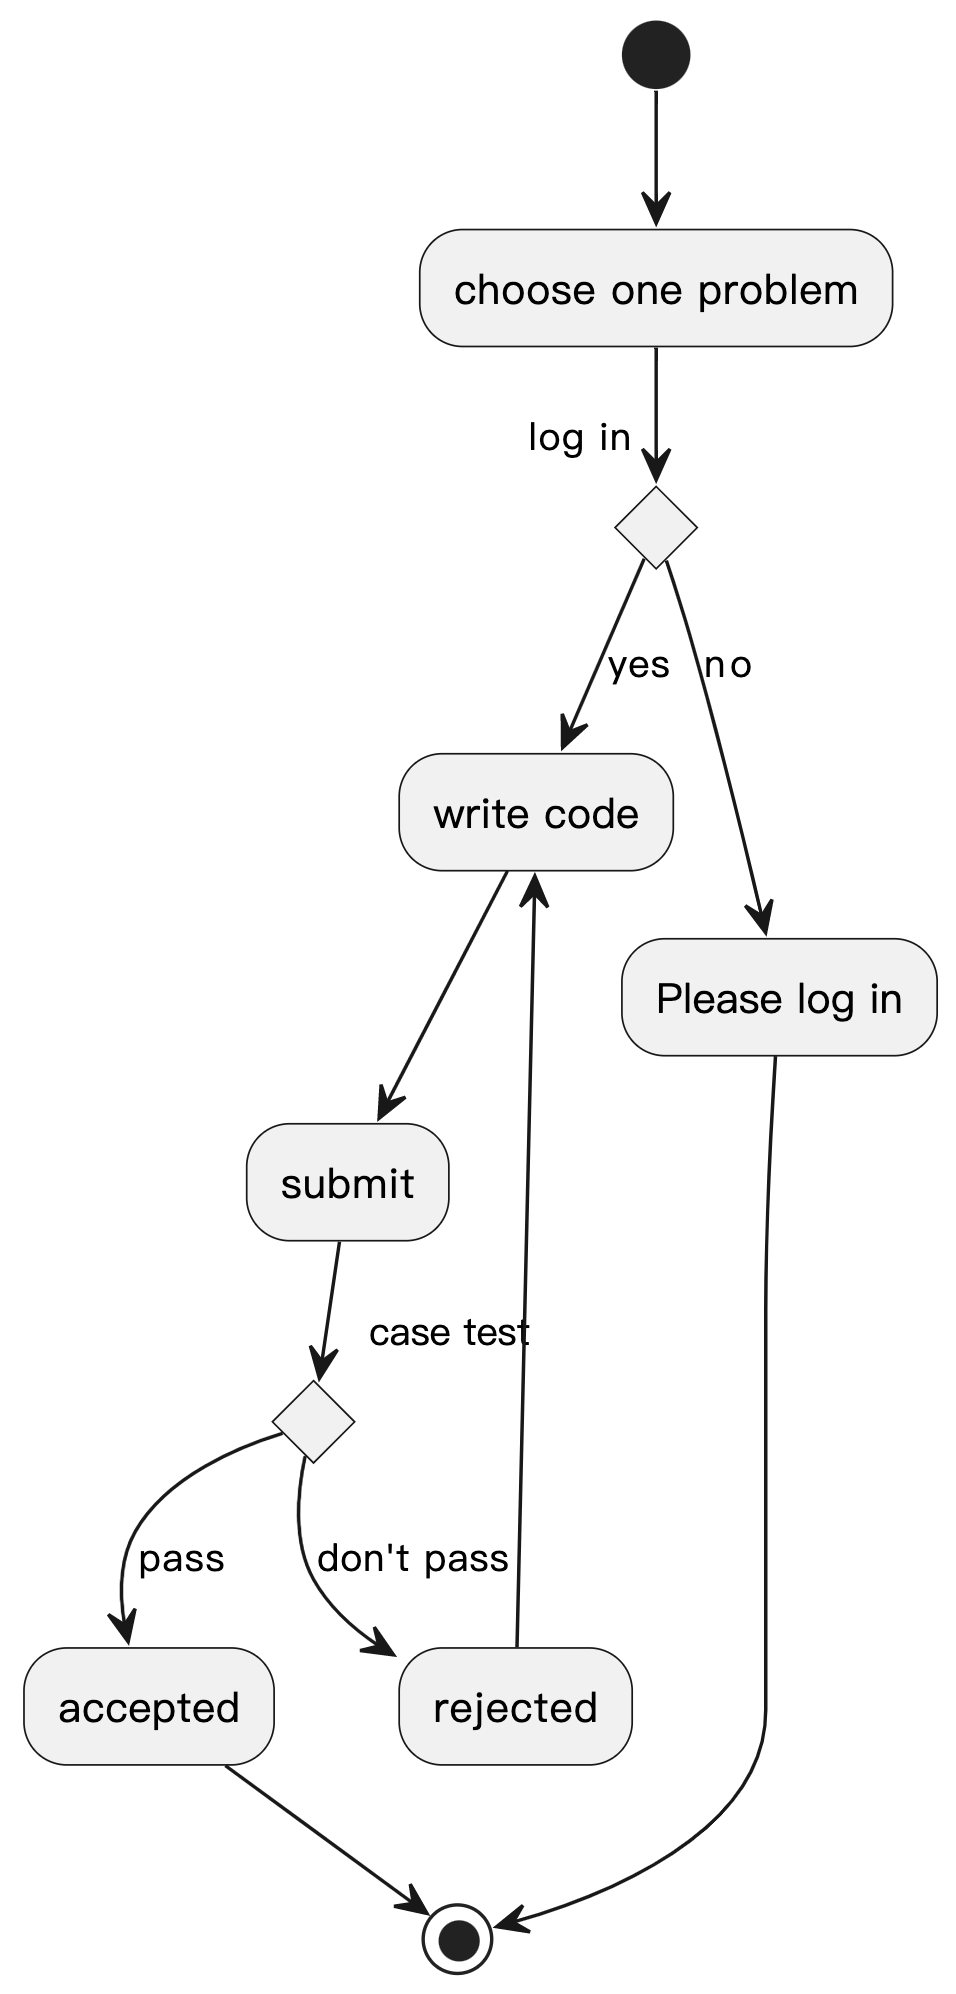 choose one problem
log in
yes
no
write code
Please log in
submit
case test
pass
don't pass
accepted
rejected